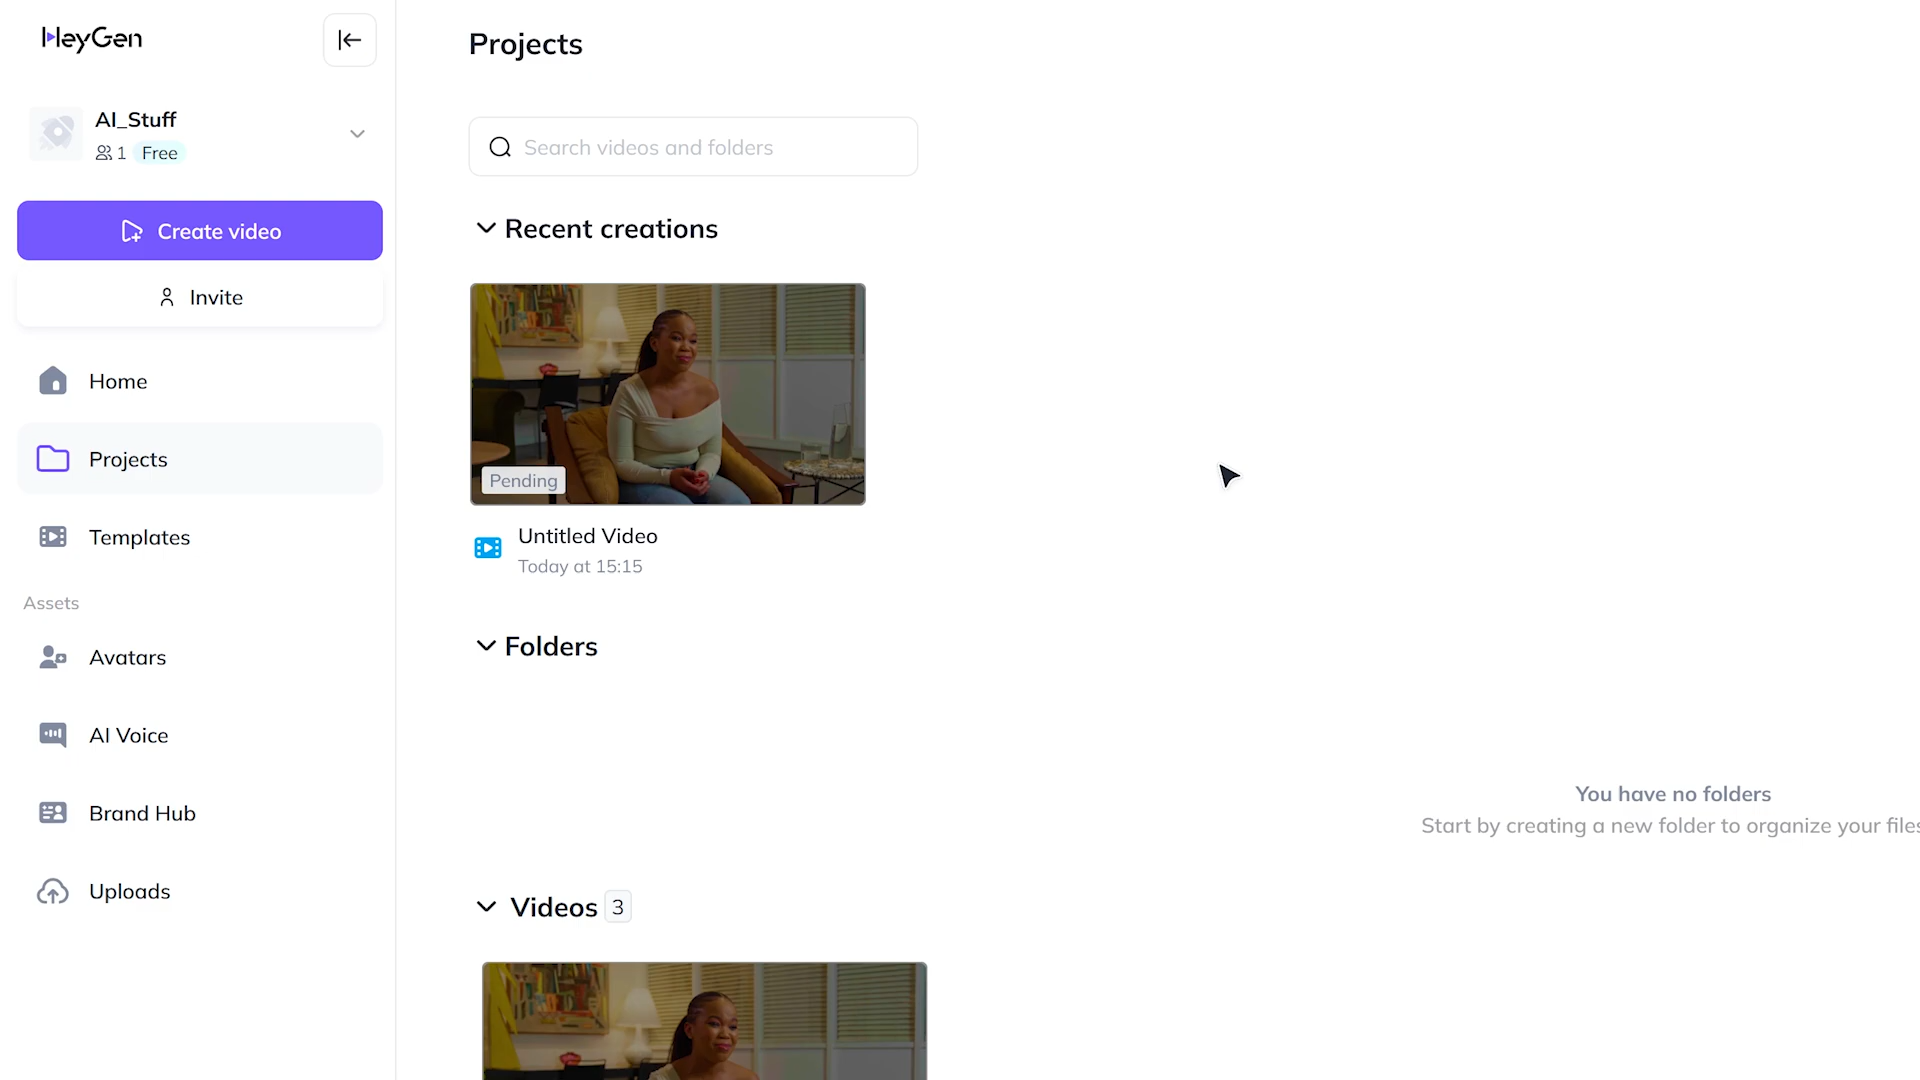 HeyGen
AI_Stuff
1 Free
Create video
Invite
Home
Projects
Templates
Assets
Avatars
AI Voice
Brand Hub
Uploads
Projects
Search videos and folders
Recent creations
Pending
Untitled Video
Today at 15:15
Folders
You have no folders
Start by creating a new folder to organize your files
Videos 3